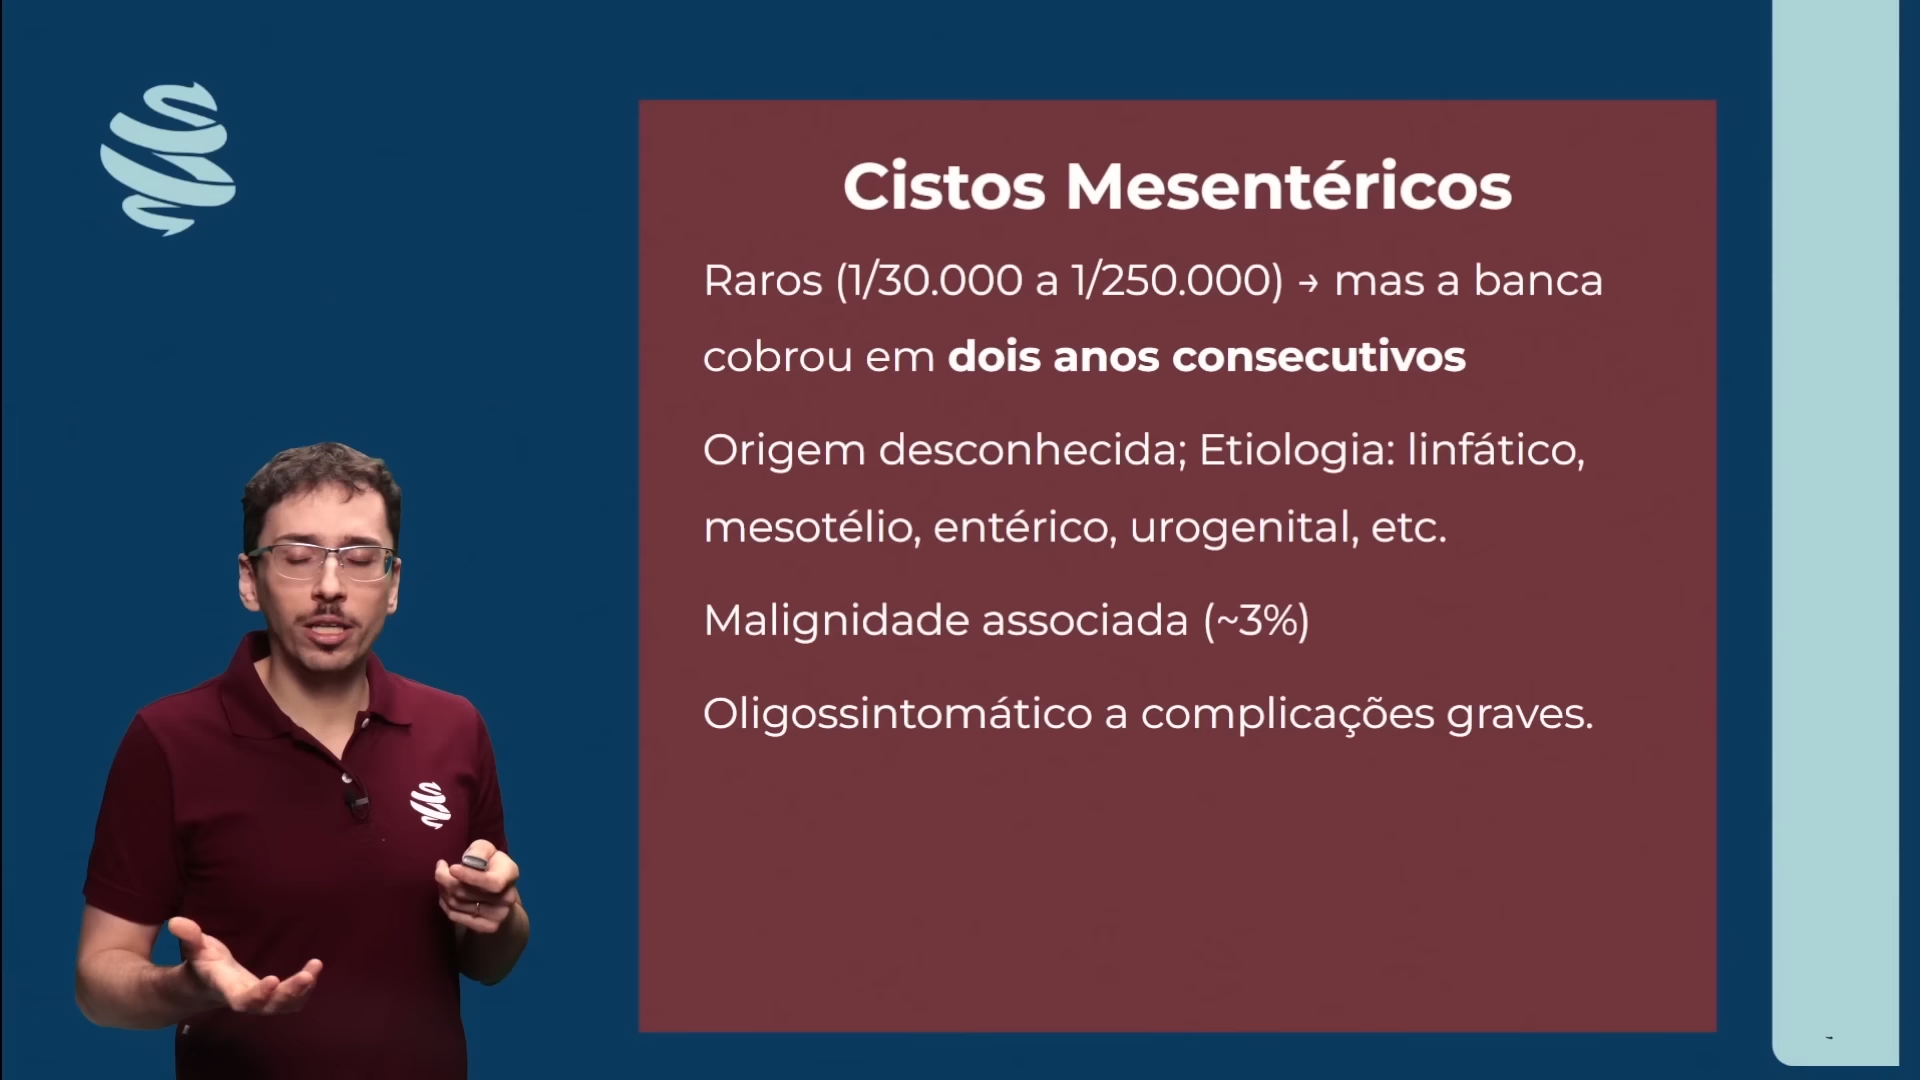 Cistos Mesentéricos
Raros (1/30.000 a 1/250.000) → mas a banca
cobrou em dois anos consecutivos
Origem desconhecida; Etiologia: linfático,
mesotélio, entérico, urogenital, etc.
Malignidade associada (~3%)
Oligossintomático a complicações graves.